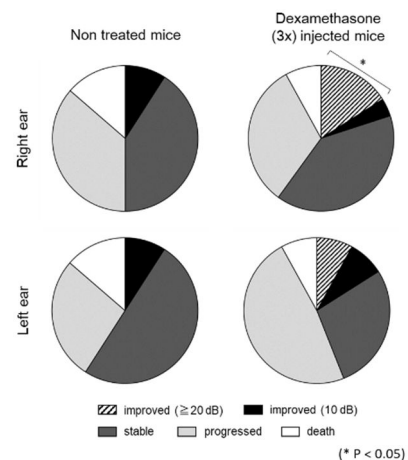 Non treated mice
Dexamethasone
(3x) injected mice
*
Right ear
Left ear
improved (≧20 dB)
improved (10 dB)
stable
progressed
death
(* P < 0.05)